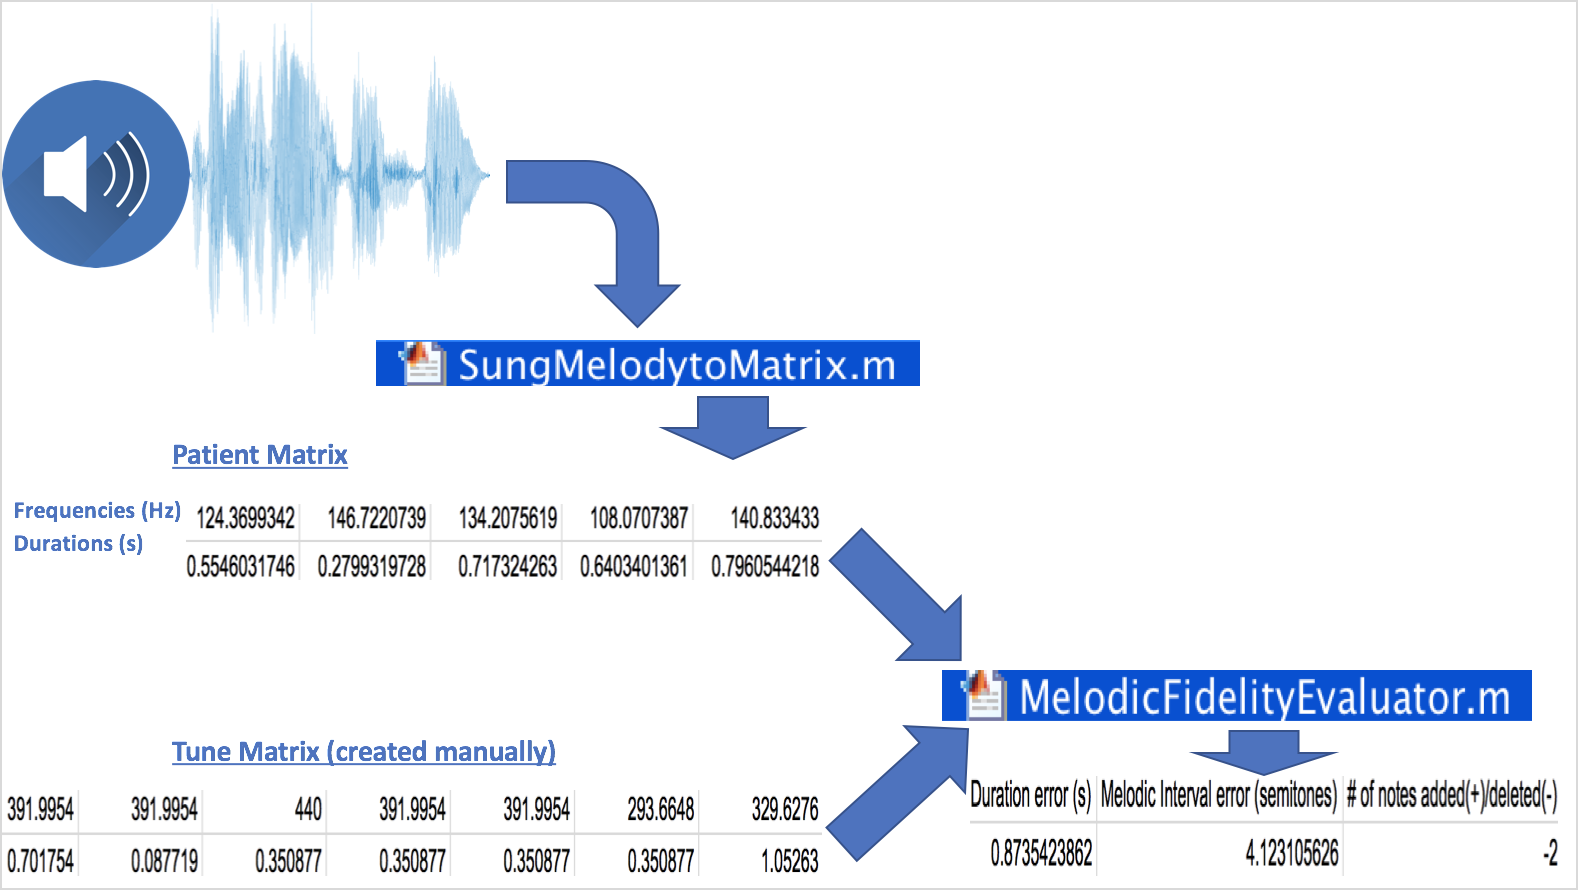 SungMelodytoMatrix.m
Patient Matrix
Frequencies (Hz) 124.3699342 146.7220739 134.2075619 108.0707387 140.833433
Durations (s) 0.5546031746 0.2799319728 0.717324263 0.6403401361 0.7960544218
MelodicFidelityEvaluator.m
Tune Matrix (created manually)
391.9954 391.9954 440 391.9954 391.9954 293.6648 329.6276
0.701754 0.087719 0.350877 0.350877 0.350877 0.350877 1.05263
Duration error (s) Melodic Interval error (semitones) # of notes added(+)/deleted(-)
0.8735423862 4.123105626 -2